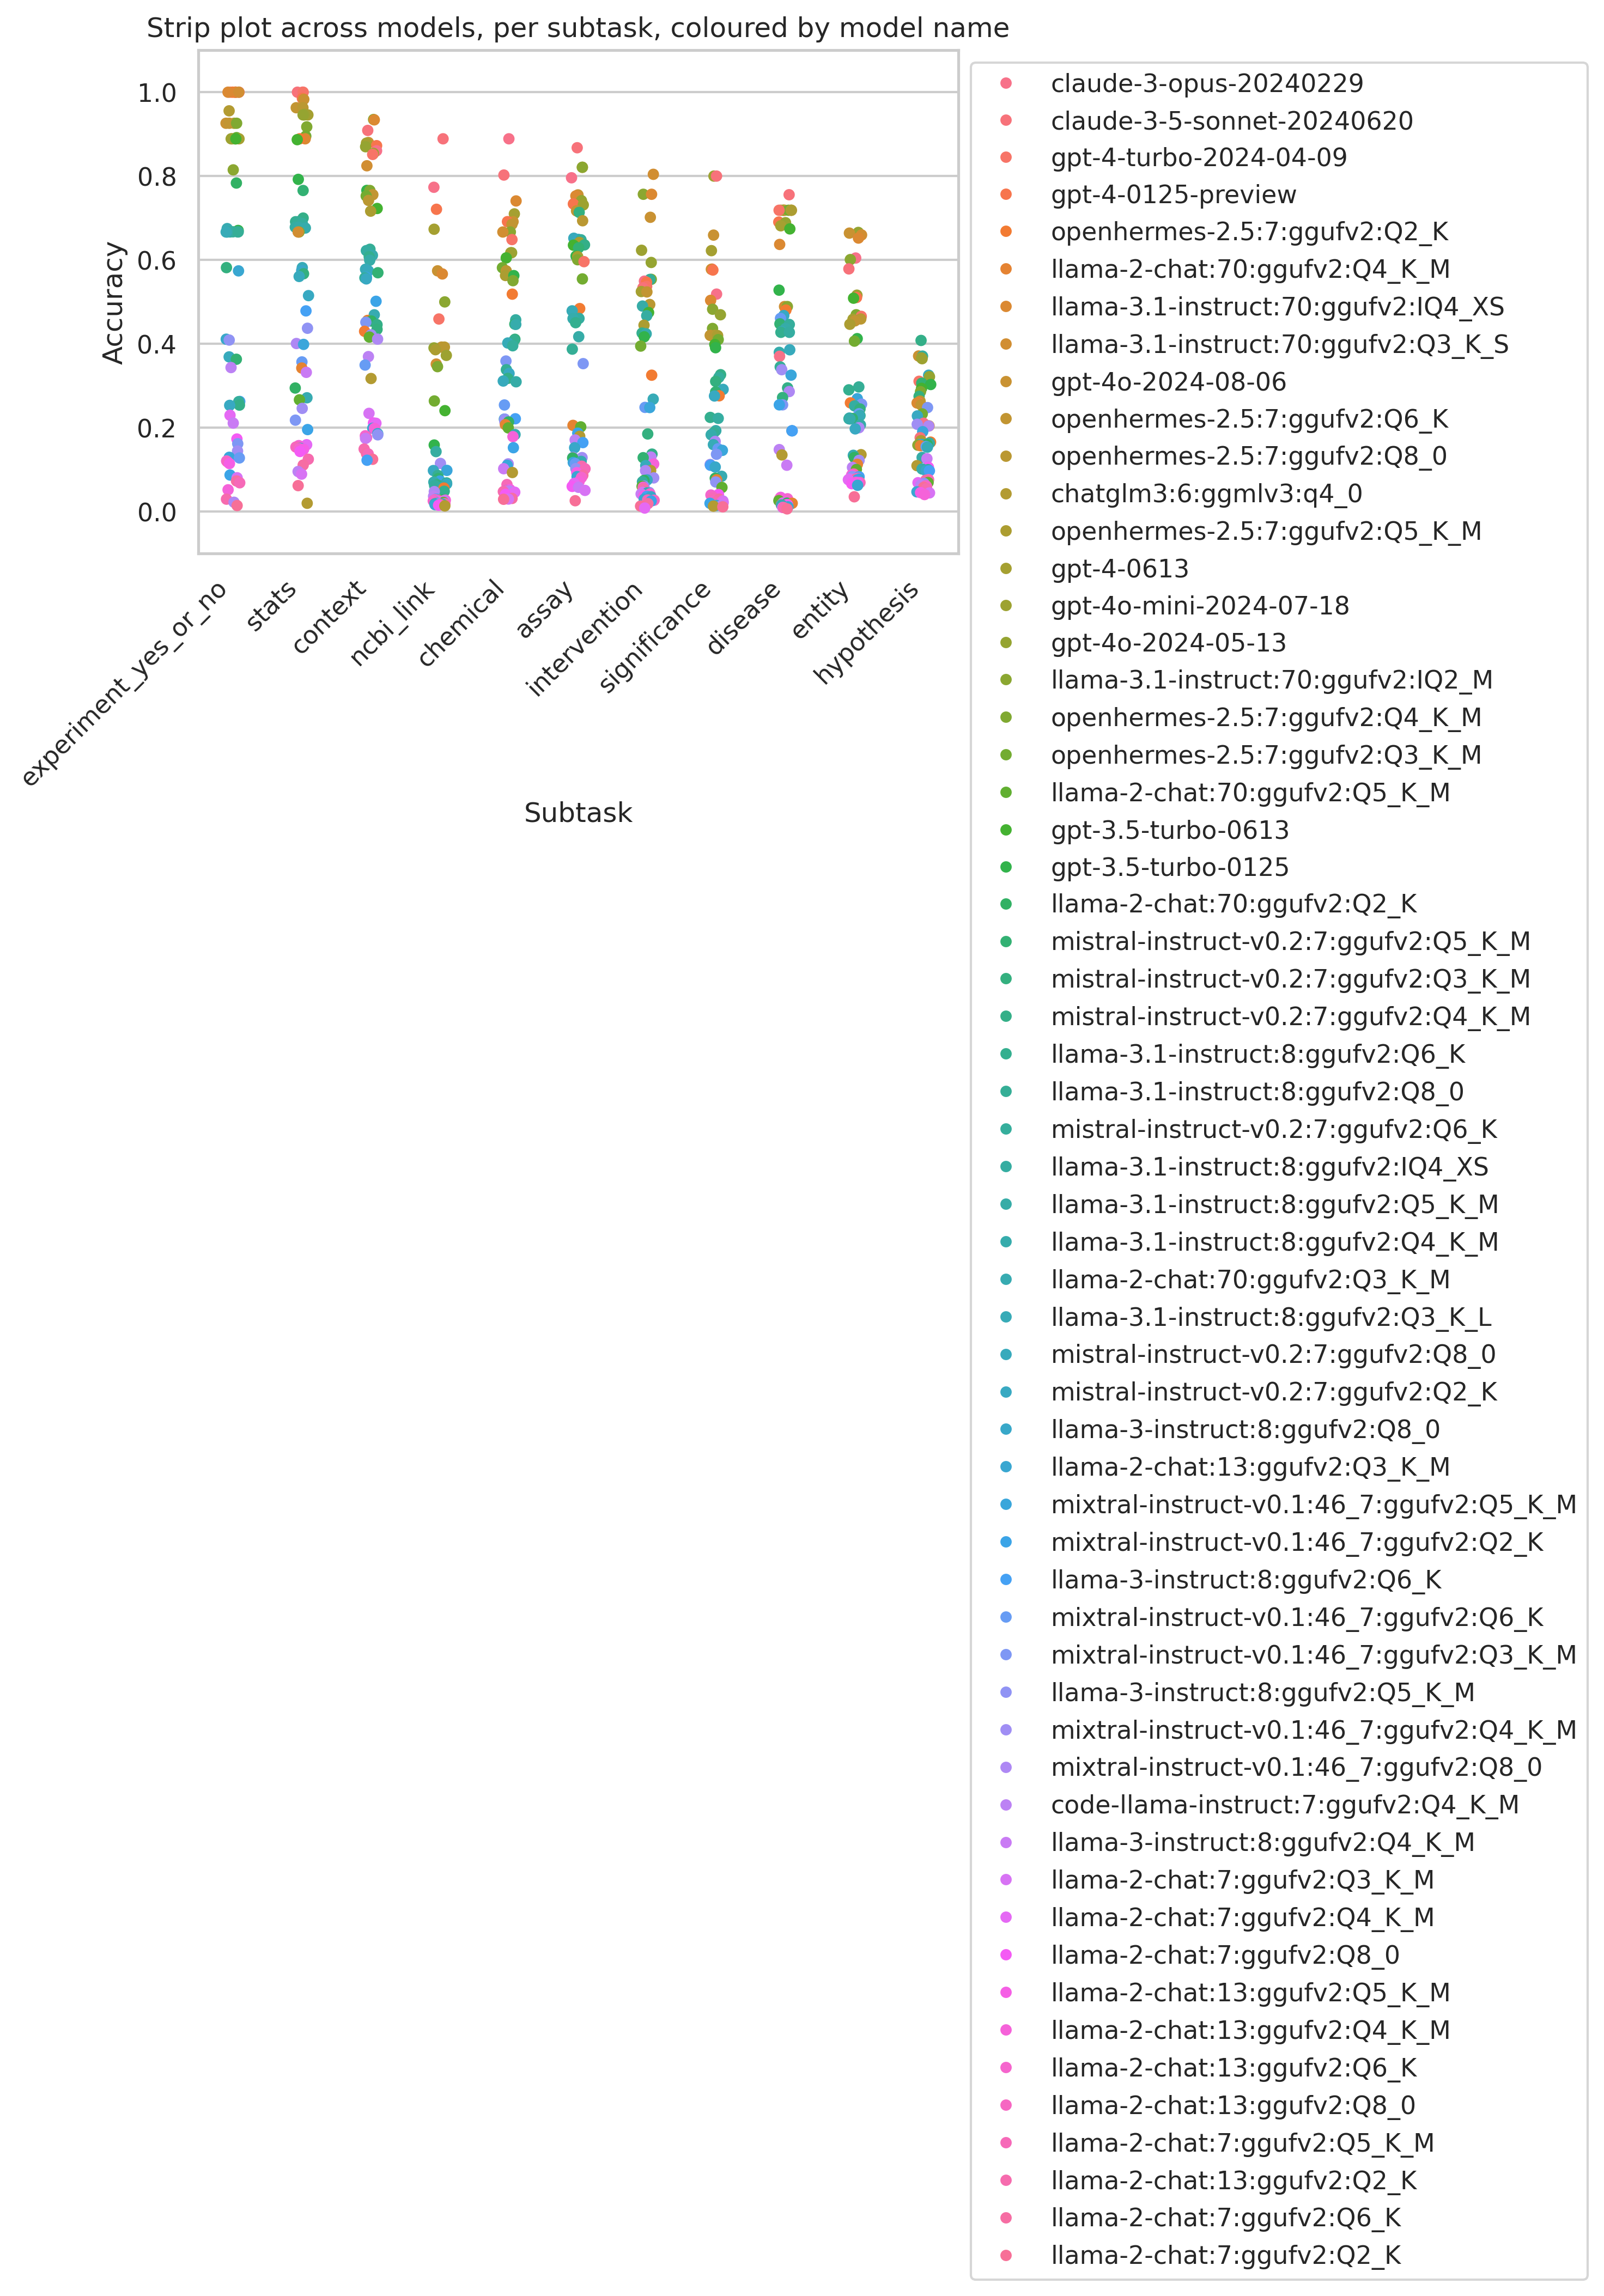 Strip plot across models, per subtask, coloured by model name
1.0
0.8
0.6
0.4
0.2
0.0
Accuracy
experiment_yes_or_no
stats
context
ncbi_link
chemical
assay
intervention
significance
disease
entity
hypothesis
Subtask
claude-3-opus-20240229
claude-3-5-sonnet-20240620
gpt-4-turbo-2024-04-09
gpt-4-0125-preview
openhermes-2.5:7:ggufv2:Q2_K
llama-2-chat:70:ggufv2:Q4_K_M
llama-3.1-instruct:70:ggufv2:IQ4_XS
llama-3.1-instruct:70:ggufv2:Q3_K_S
gpt-4o-2024-08-06
openhermes-2.5:7:ggufv2:Q6_K
openhermes-2.5:7:ggufv2:Q8_0
chatglm3:6:ggmlv3:q4_0
openhermes-2.5:7:ggufv2:Q5_K_M
gpt-4-0613
gpt-4o-mini-2024-07-18
gpt-4o-2024-05-13
llama-3.1-instruct:70:ggufv2:IQ2_M
openhermes-2.5:7:ggufv2:Q4_K_M
openhermes-2.5:7:ggufv2:Q3_K_M
llama-2-chat:70:ggufv2:Q5_K_M
gpt-3.5-turbo-0613
gpt-3.5-turbo-0125
llama-2-chat:70:ggufv2:Q2_K
mistral-instruct-v0.2:7:ggufv2:Q5_K_M
mistral-instruct-v0.2:7:ggufv2:Q3_K_M
mistral-instruct-v0.2:7:ggufv2:Q4_K_M
llama-3.1-instruct:8:ggufv2:Q6_K
llama-3.1-instruct:8:ggufv2:Q8_0
mistral-instruct-v0.2:7:ggufv2:Q6_K
llama-3.1-instruct:8:ggufv2:IQ4_XS
llama-3.1-instruct:8:ggufv2:Q5_K_M
llama-3.1-instruct:8:ggufv2:Q4_K_M
llama-2-chat:70:ggufv2:Q3_K_M
llama-3.1-instruct:8:ggufv2:Q3_K_L
mistral-instruct-v0.2:7:ggufv2:Q8_0
mistral-instruct-v0.2:7:ggufv2:Q2_K
llama-3-instruct:8:ggufv2:Q8_0
llama-2-chat:13:ggufv2:Q3_K_M
mixtral-instruct-v0.1:46_7:ggufv2:Q5_K_M
mixtral-instruct-v0.1:46_7:ggufv2:Q2_K
llama-3-instruct:8:ggufv2:Q6_K
mixtral-instruct-v0.1:46_7:ggufv2:Q6_K
mixtral-instruct-v0.1:46_7:ggufv2:Q3_K_M
llama-3-instruct:8:ggufv2:Q5_K_M
mixtral-instruct-v0.1:46_7:ggufv2:Q4_K_M
mixtral-instruct-v0.1:46_7:ggufv2:Q8_0
code-llama-instruct:7:ggufv2:Q4_K_M
llama-3-instruct:8:ggufv2:Q4_K_M
llama-2-chat:7:ggufv2:Q3_K_M
llama-2-chat:7:ggufv2:Q4_K_M
llama-2-chat:7:ggufv2:Q8_0
llama-2-chat:13:ggufv2:Q5_K_M
llama-2-chat:13:ggufv2:Q4_K_M
llama-2-chat:13:ggufv2:Q6_K
llama-2-chat:13:ggufv2:Q8_0
llama-2-chat:7:ggufv2:Q5_K_M
llama-2-chat:13:ggufv2:Q2_K
llama-2-chat:7:ggufv2:Q6_K
llama-2-chat:7:ggufv2:Q2_K